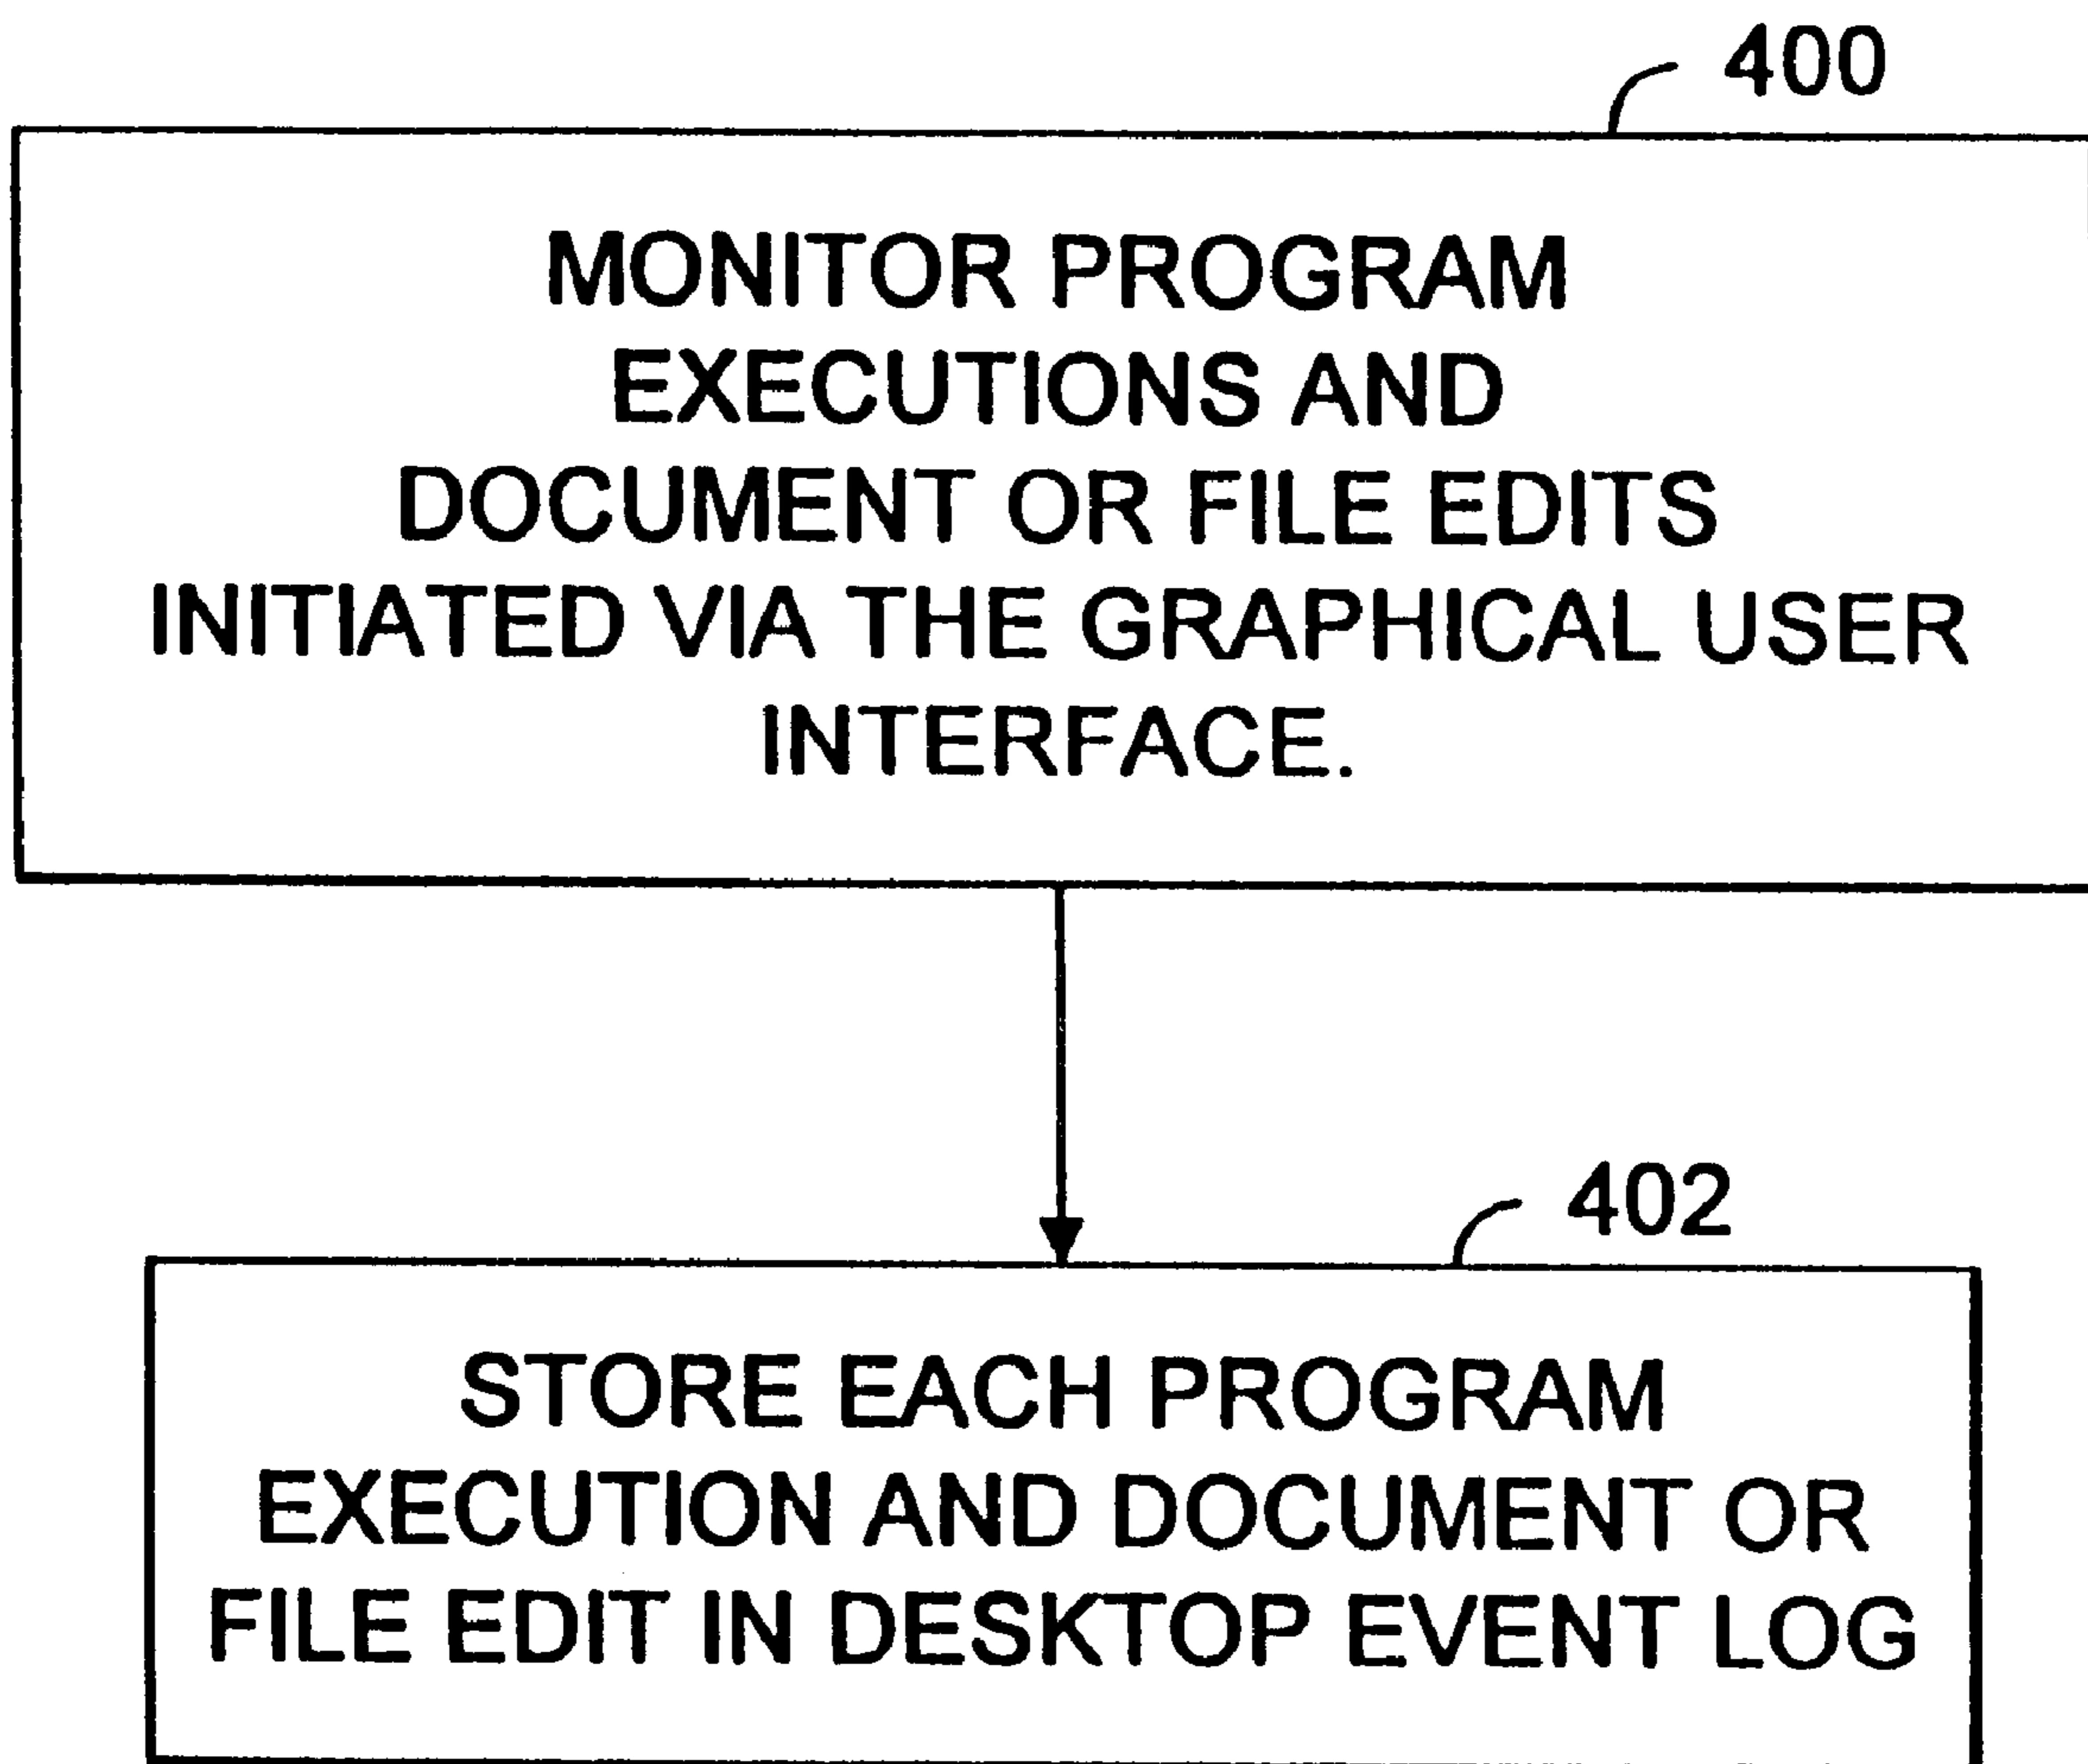 400
MONITOR PROGRAM
EXECUTIONS AND
DOCUMENT OR FILE EDITS
INITIATED VIA THE GRAPHICAL USER
INTERFACE.
402
STORE EACH PROGRAM
EXECUTION AND DOCUMENT OR
FILE EDIT IN DESKTOP EVENT LOG